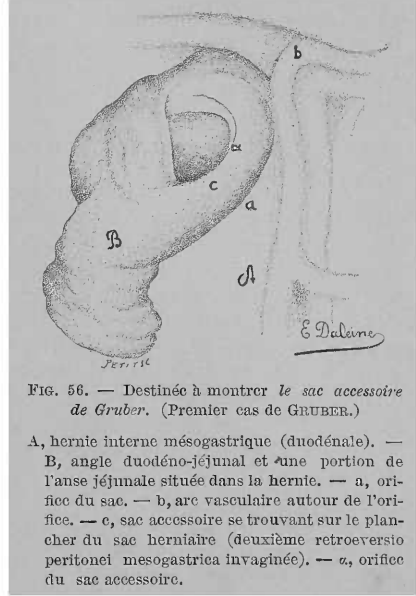 b
α
c
a
B
A
E Daleine
PETIT SC
FIG. 56. — Destinée à montrer le sac accessoire
de Gruber. (Premier cas de GRUBER.)
A, hernie interne mésogastrique (duodénale). —
B, angle duodéno-jéjunal et une portion de
l'anse jéjunale située dans la hernie. — a, ori-
fice du sac. — b, arc vasculaire autour de l'ori-
fice. — c, sac accessoire se trouvant sur le plan-
cher du sac herniaire (deuxième retroeversio
peritonei mesogastrica invaginée). — α, orifice
du sac accessoire.